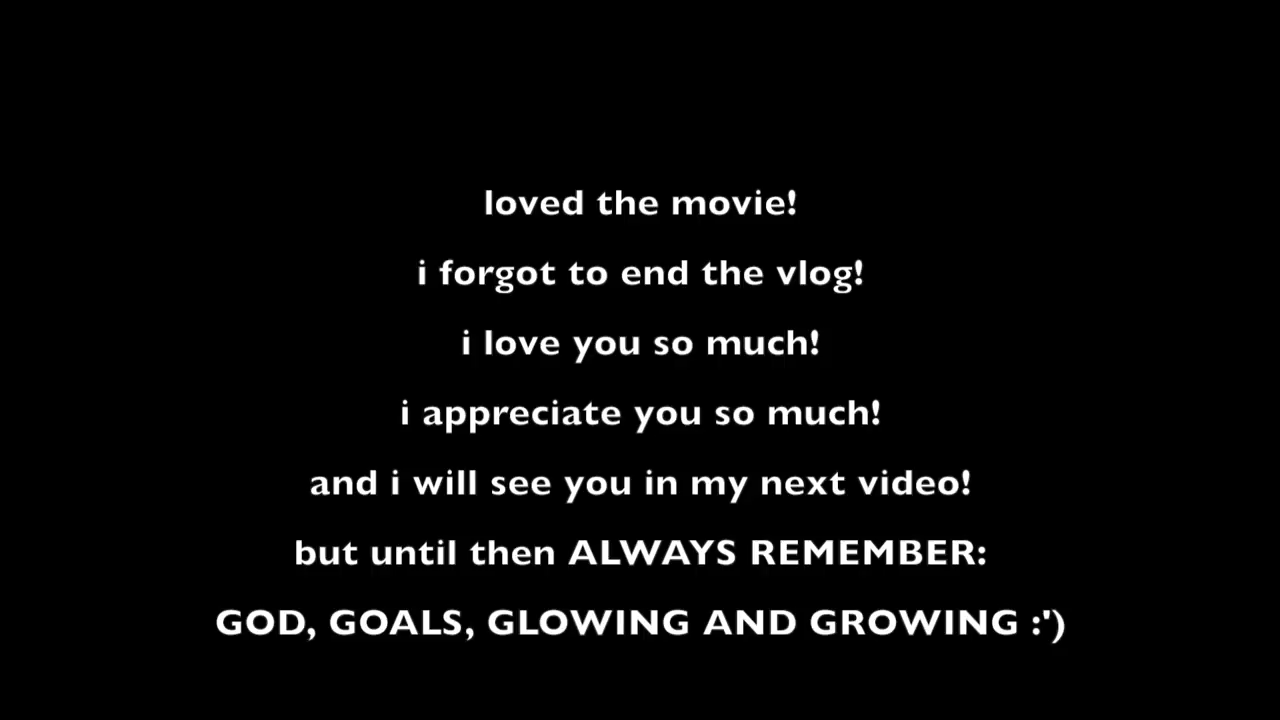 loved the movie!
i forgot to end the vlog!
i love you so much!
i appreciate you so much!
and i will see you in my next video!
but until then ALWAYS REMEMBER:
GOD, GOALS, GLOWING AND GROWING :')